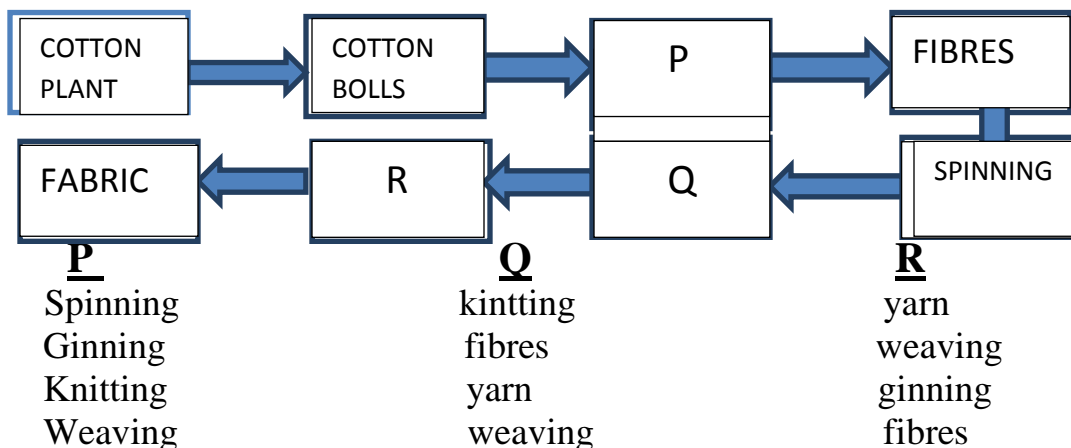 COTTON PLANT
COTTON BOLLS
P
FIBRES
FABRIC
R
Q
SPINNING
P Q R
Spinning kintting yarn
Ginning fibres weaving
Knitting yarn ginning
Weaving weaving fibres